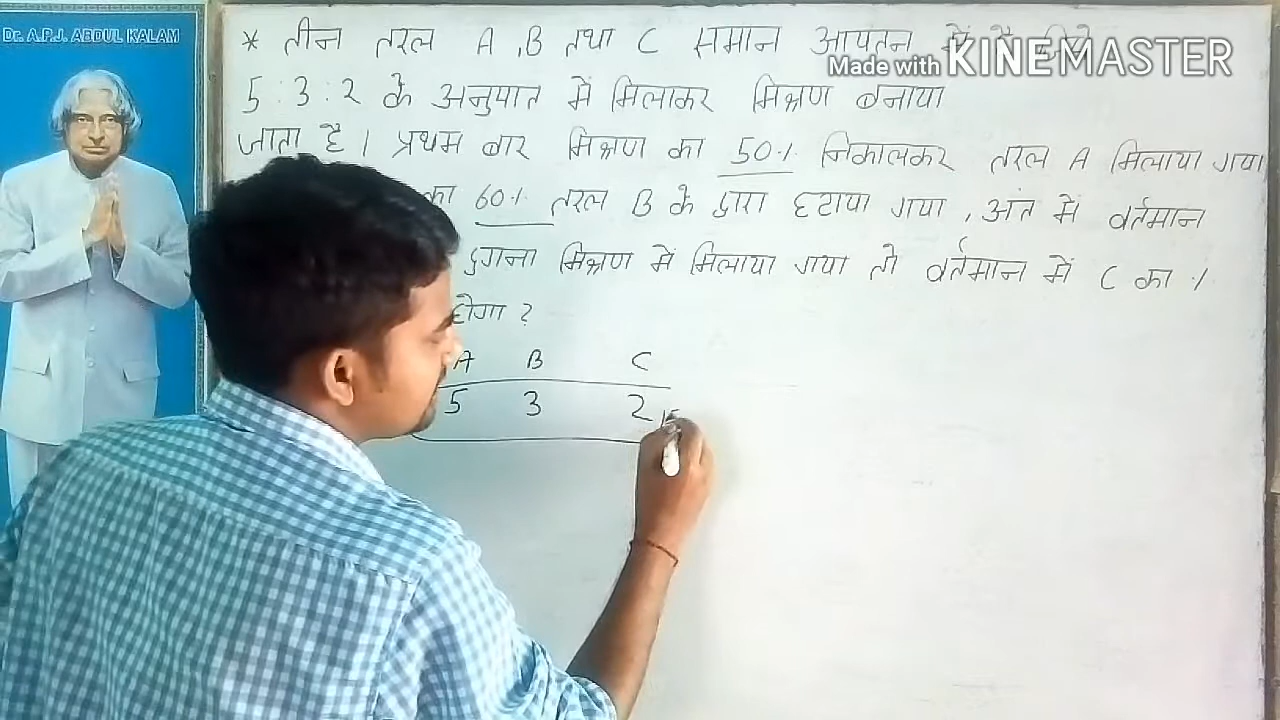 Dr. A.P.J. ABDUL KALAM
* तीन तरल A ,B तथा C समान आयतन में है
Made with KINEMASTER
5 : 3 : 2 के अनुपात में मिलाकर मिश्रण बनाया
जाता है । प्रथम बार मिश्रण का 50% निकालकर तरल A मिलाया गया
का 60% तरल B के द्वारा हटाया गया , अंत में वर्तमान
दुगना मिश्रण में मिलाया गया तो वर्तमान में C का %
होगा ?
A B C
5 3 2